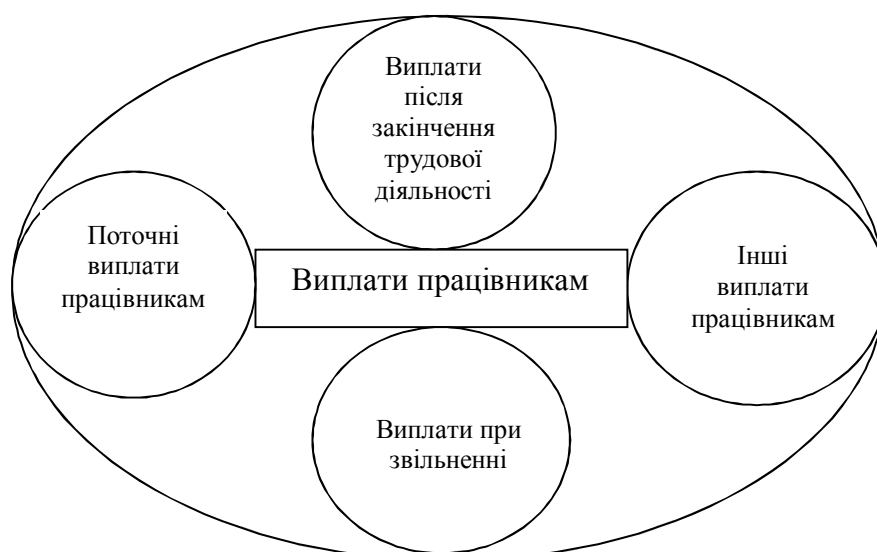 Виплати
після
закінчення
трудової
діяльності
Поточні
виплати
працівникам
Виплати працівникам
Інші
виплати
працівникам
Виплати при
звільненні